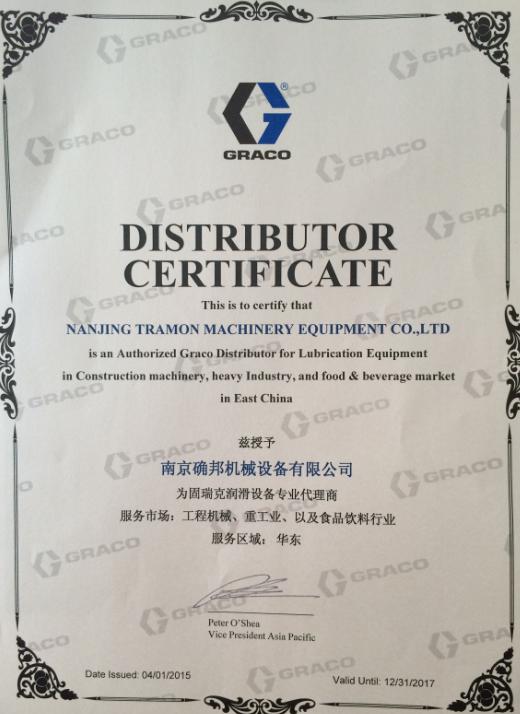 GRACO
DISTRIBUTOR
CERTIFICATE
This is to certify that
NANJING TRAMON MACHINERY EQUIPMENT CO.,LTD
is an Authorized Graco Distributor for Lubrication Equipment
in Construction machinery, heavy Industry, and food & beverage market
in East China
兹授予
南京确邦机械设备有限公司
为固瑞克润滑设备专业代理商
服务市场：工程机械、重工业、以及食品饮料行业
服务区域：华东
Peter O'Shea
Vice President Asia Pacific
Date Issued: 04/01/2015
Valid Until: 12/31/2017